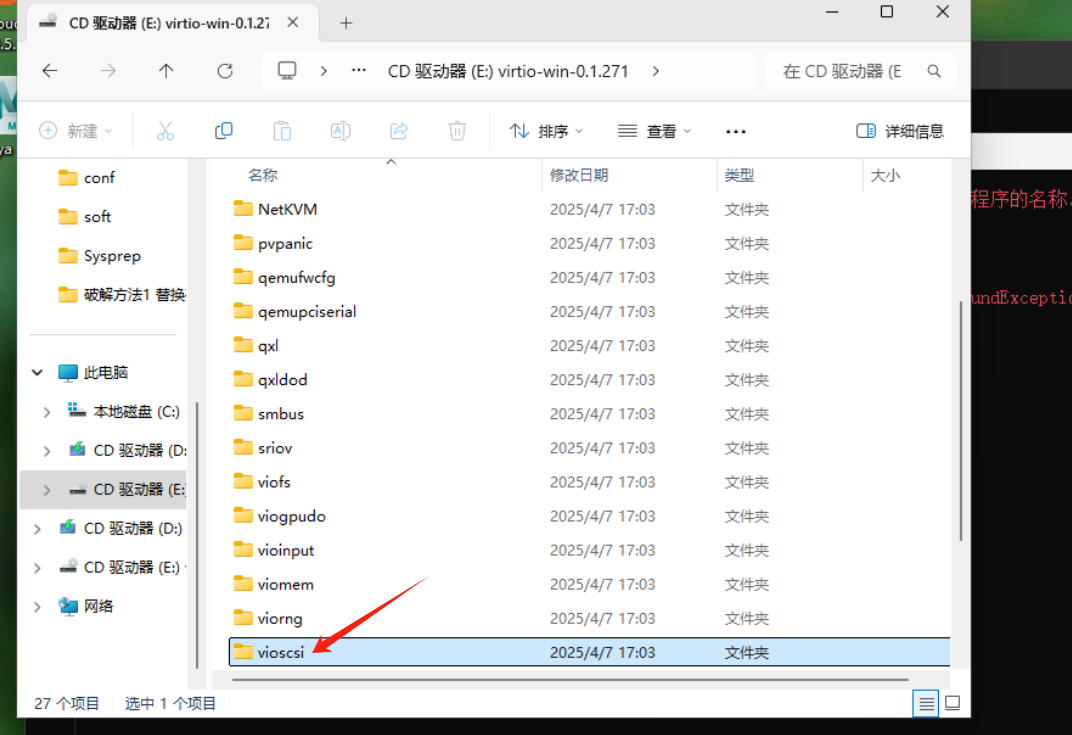 CD 驱动器 (E:) virtio-win-0.1.27
.5.
CD 驱动器 (E:) virtio-win-0.1.271
在 CD 驱动器 (E
新建
A
排序
查看
详细信息
M
ya
名称 修改日期 类型 大小
conf
soft
Sysprep
破解方法1 替换
此电脑
本地磁盘 (C:)
CD 驱动器 (D:
CD 驱动器 (E:
CD 驱动器 (D:)
CD 驱动器 (E:)
网络
NetKVM 2025/4/7 17:03 文件夹
pvpanic 2025/4/7 17:03 文件夹
qemufwcfg 2025/4/7 17:03 文件夹
qemupciserial 2025/4/7 17:03 文件夹
qxl 2025/4/7 17:03 文件夹
qxldod 2025/4/7 17:03 文件夹
smbus 2025/4/7 17:03 文件夹
sriov 2025/4/7 17:03 文件夹
viofs 2025/4/7 17:03 文件夹
viogpudo 2025/4/7 17:03 文件夹
vioinput 2025/4/7 17:03 文件夹
viomem 2025/4/7 17:03 文件夹
viorng 2025/4/7 17:03 文件夹
vioscsi 2025/4/7 17:03 文件夹
程序的名称
undExcepti
27 个项目 选中 1 个项目